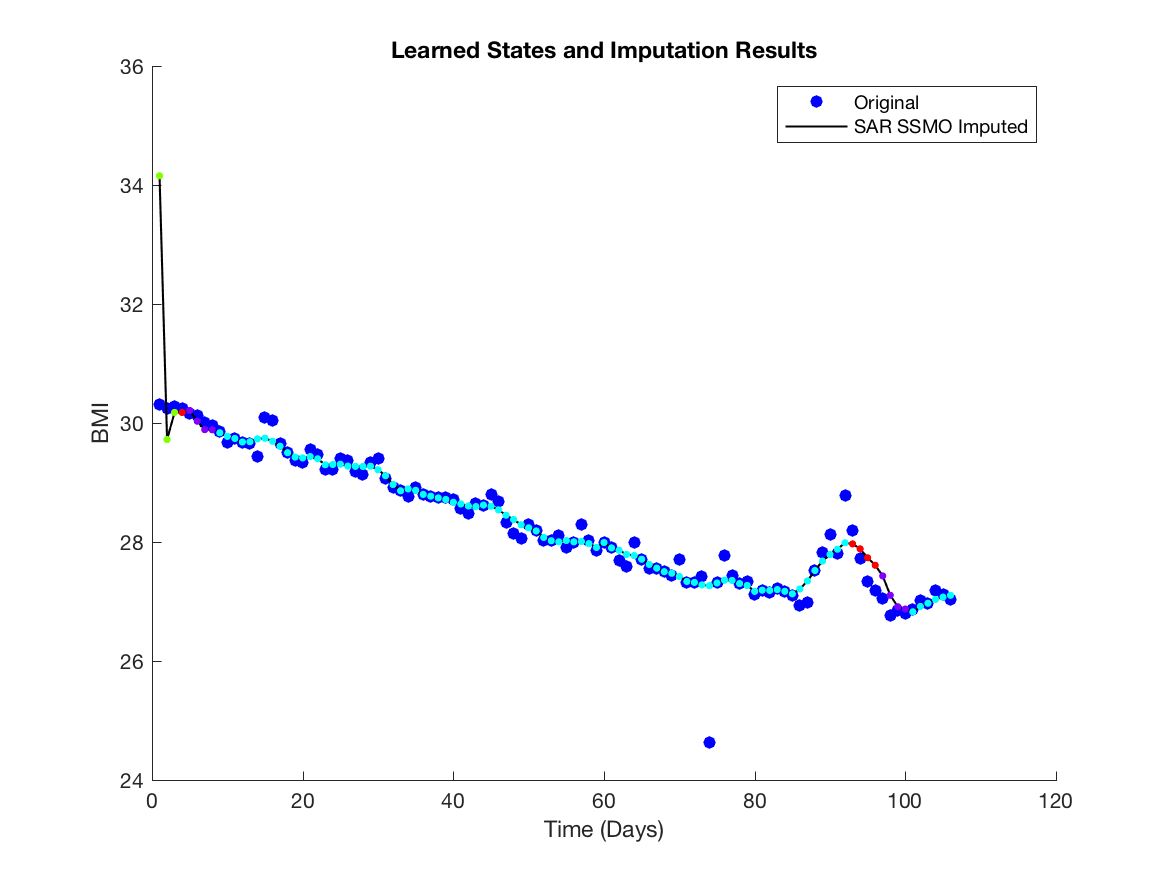 Learned States and Imputation Results
Original
SAR SSMO Imputed
36
34
32
30
28
26
24
BMI
0 20 40 60 80 100 120
Time (Days)